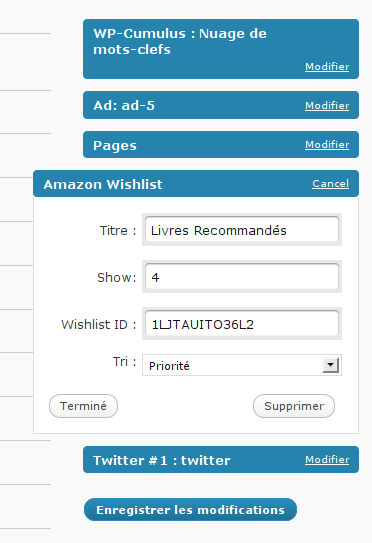 WP-Cumulus : Nuage de
mots-clefs
Modifier
Ad: ad-5 Modifier
Pages Modifier
Amazon Wishlist Cancel
Titre : Livres Recommandés
Show: 4
Wishlist ID : 1LJTAUITO36L2
Tri : Priorité
Terminé Supprimer
Twitter #1 : twitter Modifier
Enregistrer les modifications